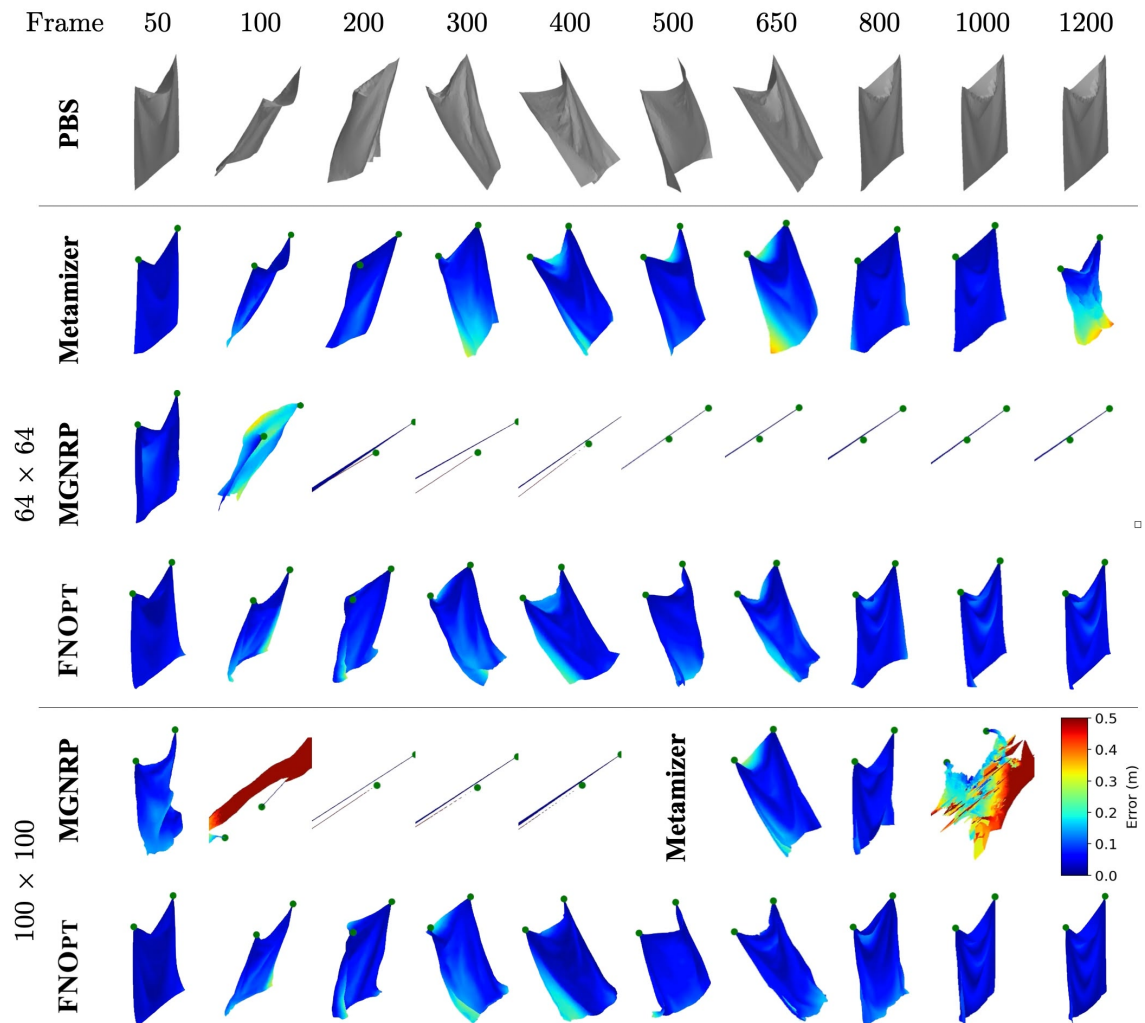 Frame 50 100 200 300 400 500 650 800 1000 1200
PBS
64 × 64
Metamizer
MGNRP
FNOPT
100 × 100
MGNRP
Metamizer
0.5
0.4
0.3
0.2
0.1
0.0
Error (m)
FNOPT